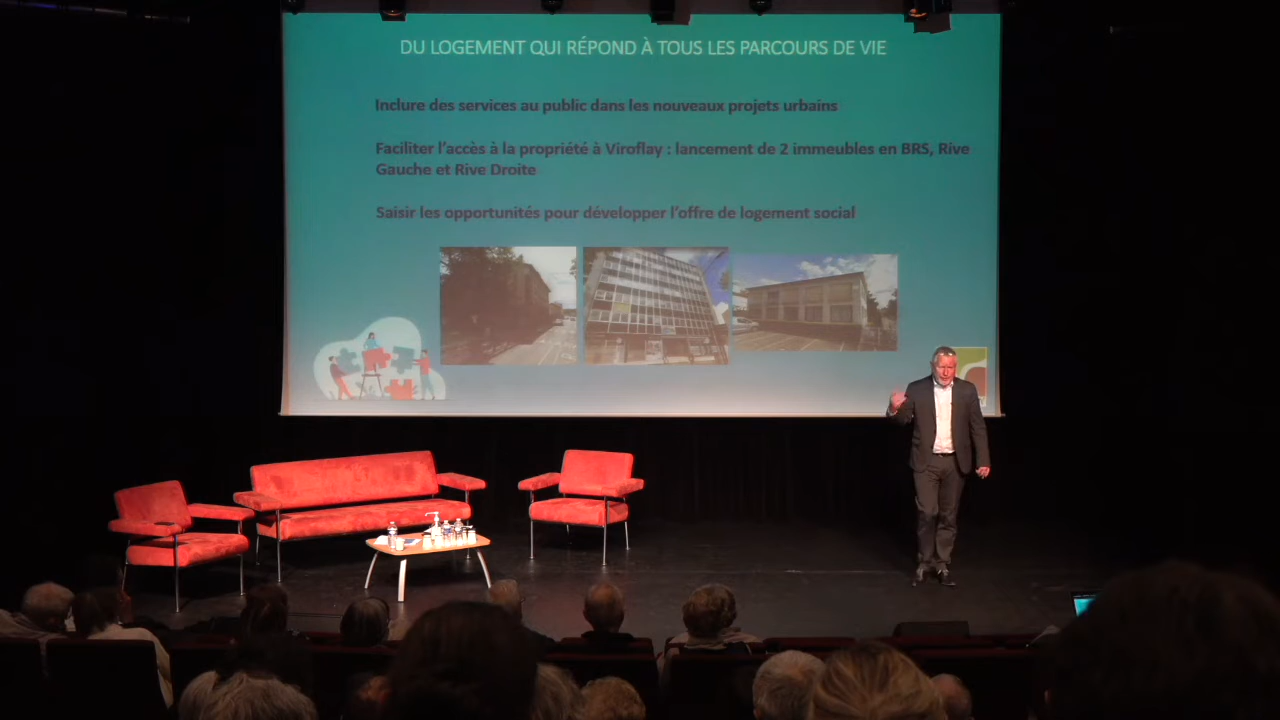 DU LOGEMENT QUI RÉPOND À TOUS LES PARCOURS DE VIE
Inclure des services au public dans les nouveaux projets urbains
Faciliter l'accès à la propriété à Viroflay : lancement de 2 immeubles en BRS, Rive
Gauche et Rive Droite
Saisir les opportunités pour développer l'offre de logement social